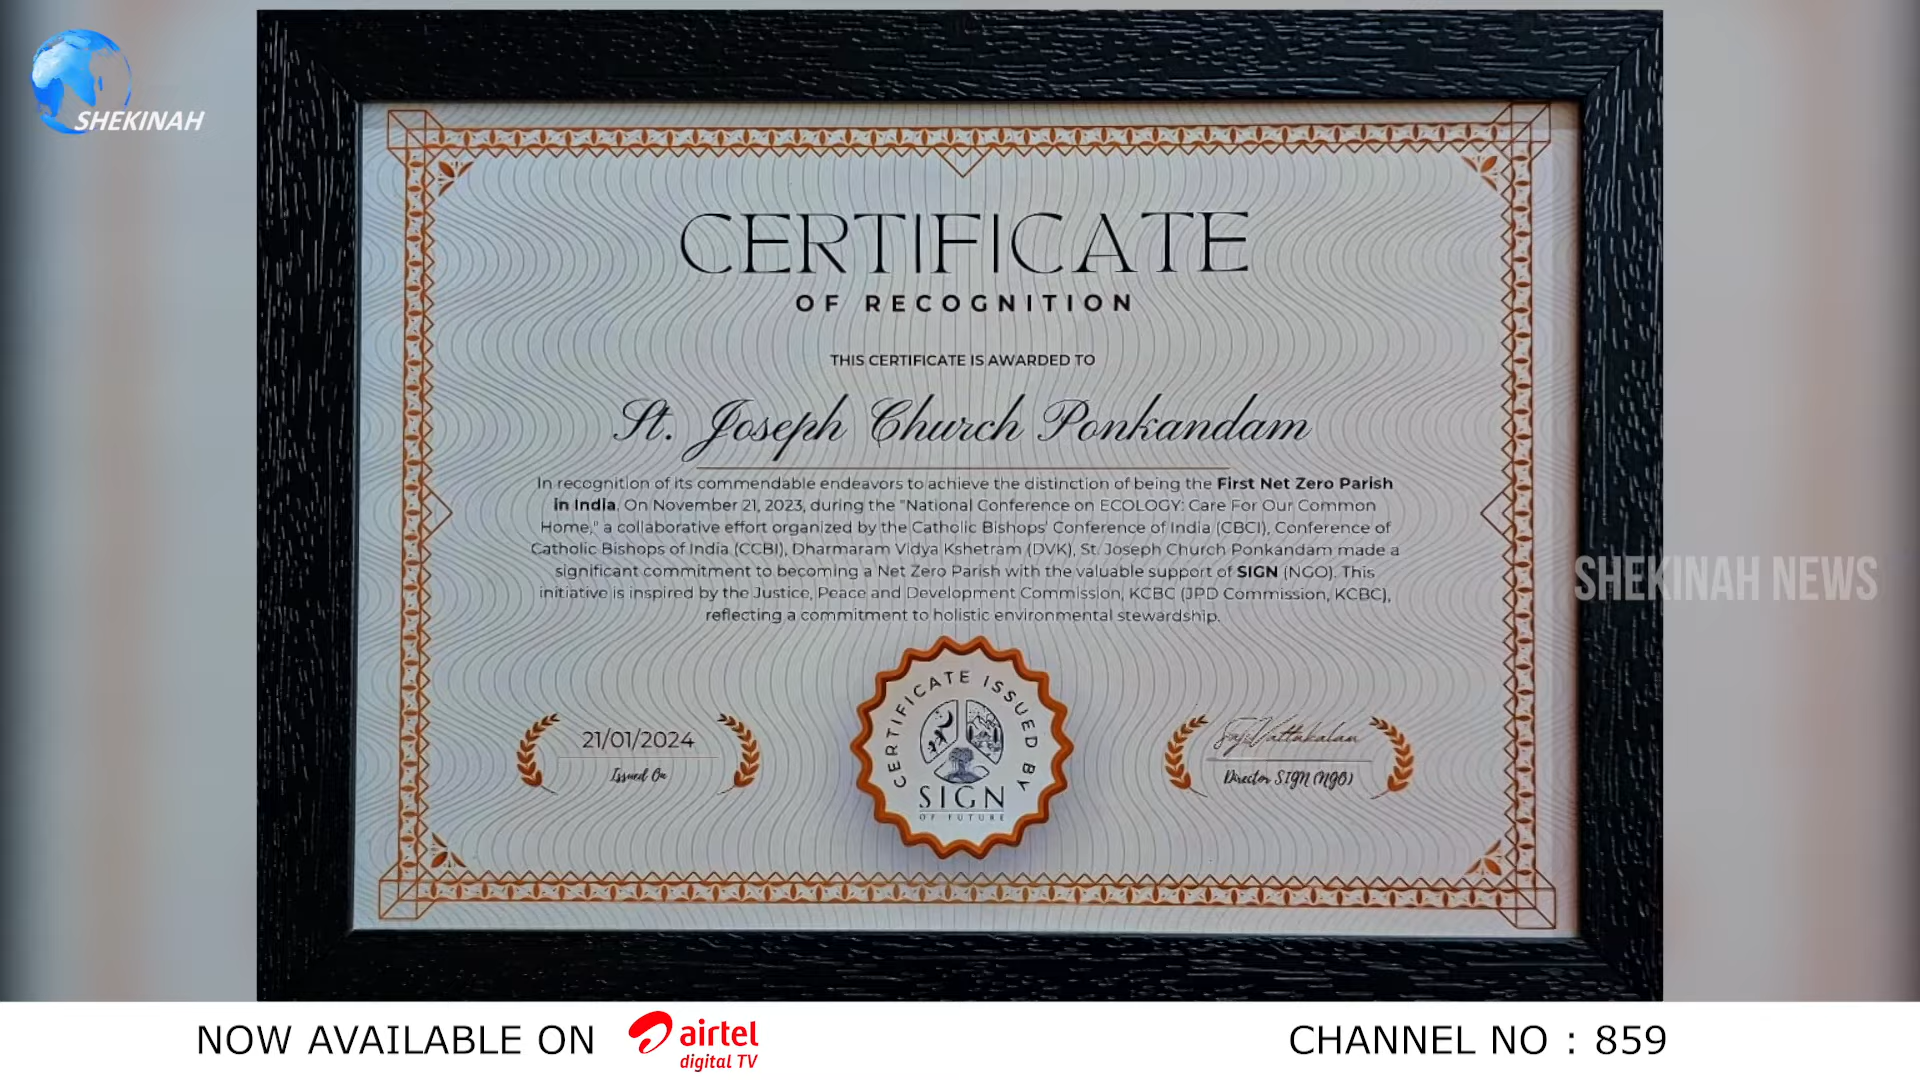 SHEKINAH
CERTIFICATE
OF RECOGNITION
THIS CERTIFICATE IS AWARDED TO
St. Joseph Church Ponkandam
In recognition of its commendable endeavors to achieve the distinction of being the First Net Zero Parish
in India. On November 21, 2023, during the "National Conference on ECOLOGY: Care For Our Common
Home," a collaborative effort organized by the Catholic Bishops' Conference of India (CBCI), Conference of
Catholic Bishops of India (CCBI), Dharmaram Vidya Kshetram (DVK), St. Joseph Church Ponkandam made a
significant commitment to becoming a Net Zero Parish with the valuable support of SIGN (NGO). This
initiative is inspired by the Justice, Peace and Development Commission, KCBC (JPD Commission, KCBC),
reflecting a commitment to holistic environmental stewardship.
SHEKINAH NEWS
CERTIFICATE ISSUED BY
SIGN
OF FUTURE
21/01/2024
Issued On
Saji Vattukalan
Director SIGN (NGO)
NOW AVAILABLE ON
airtel
digital TV
CHANNEL NO : 859